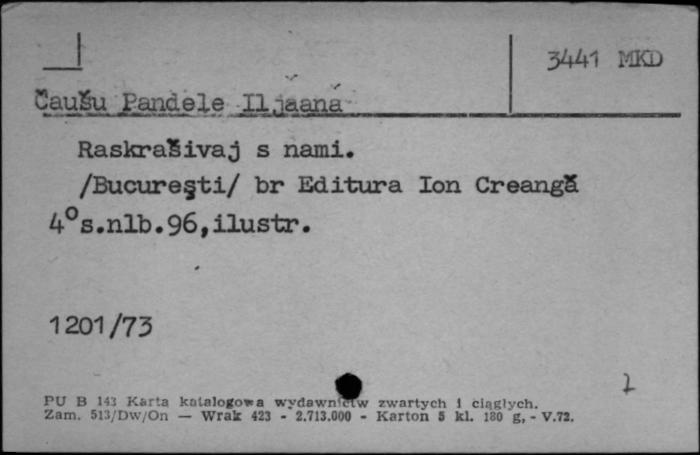 3441 MKD
Čaušu Pandele Iljaana
Raskrašivaj s nami.
/Bucureşti/ br Editura Ion Creangă
4° s.nlb.96,ilustr.
1201/73
PU B 143 Karta katalogowa wydawnictw zwartych i ciągłych.
Zam. 513/Dw/On — Wrak 423 - 2.713.000 - Karton 5 kl. 180 g, - V.72.